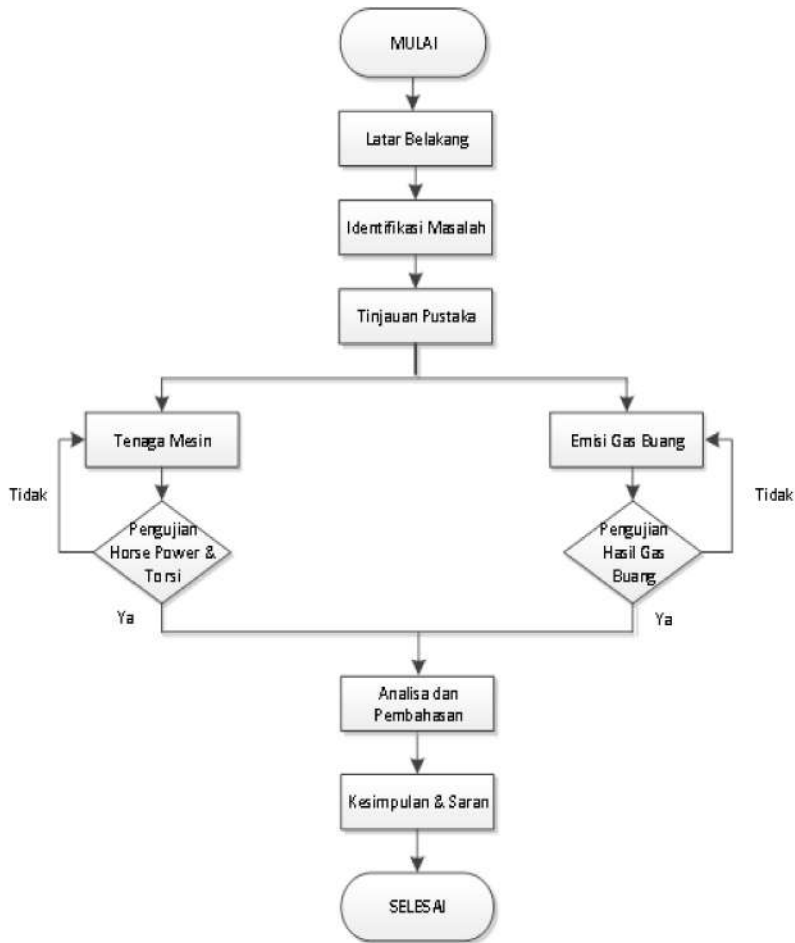 MULAI
Latar Belakang
Identifikasi Masalah
Tinjauan Pustaka
Tenaga Mesin
Emisi Gas Buang
Tidak
Tidak
Pengujian
Horse Power &
Torsi
Pengujian
Hasil Gas
Buang
Ya
Ya
Analisa dan
Pembahasan
Kesimpulan & Saran
SELESAI